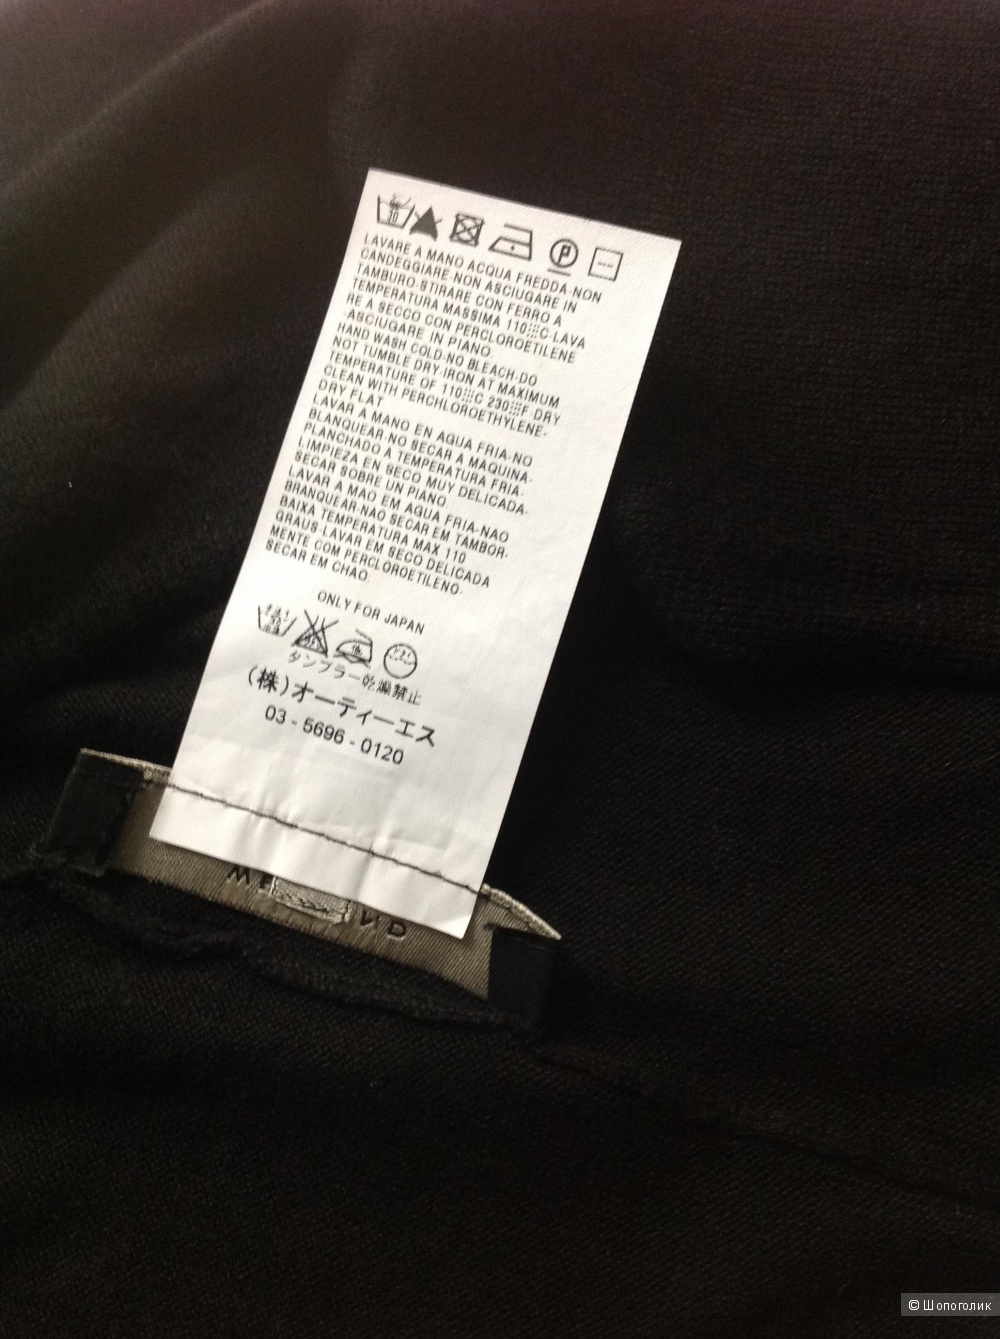 30
P
LAVARE A MANO ACQUA FREDDA-NON
CANDEGGIARE-NON ASCIUGARE IN
TAMBURO-STIRARE CON FERRO A
TEMPERATURA MASSIMA 110°C-LAVA
RE A SECCO CON PERCLOROETILENE
-ASCIUGARE IN PIANO
HAND WASH COLD-NO BLEACH-DO
NOT TUMBLE DRY-IRON AT MAXIMUM
TEMPERATURE OF 110°C 230°F-DRY
CLEAN WITH PERCHLOROETHYLENE-
DRY FLAT
LAVAR A MANO EN AGUA FRIA-NO
BLANQUEAR-NO SECAR A MAQUINA-
PLANCHADO A TEMPERATURA FRIA-
LIMPIEZA EN SECO MUY DELICADA-
SECAR SOBRE UN PIANO
LAVAR A MAO EM AGUA FRIA-NAO
BRANQUEAR-NAO SECAR EM TAMBOR-
BAIXA TEMPERATURA MAX 110
GRAUS-LAVAR EM SECO DELICADA
MENTE COM PERCLOROETILENO-
SECAR EM CHAO
ONLY FOR JAPAN
タンブラー乾燥禁止
(株)オーティーエス
03 - 5696 - 0120
© Шопоголик